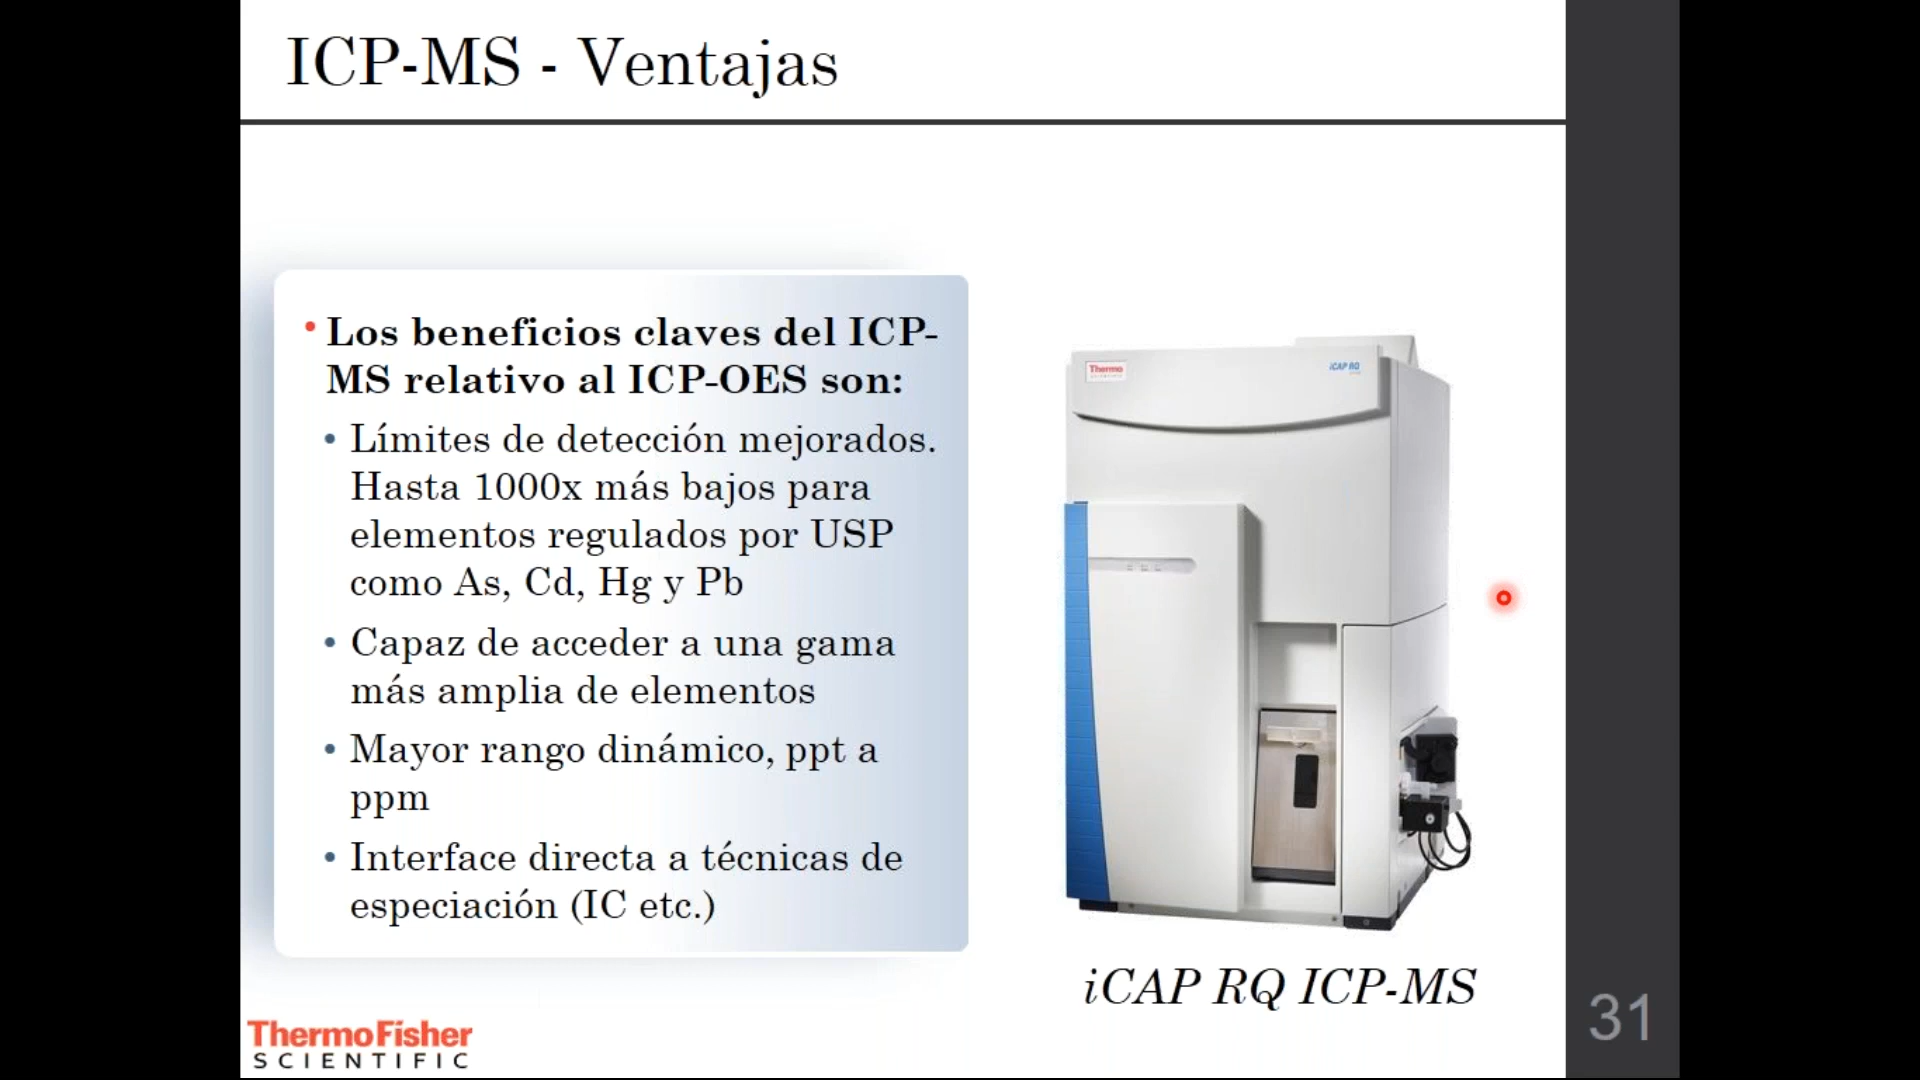 ICP-MS - Ventajas
• Los beneficios claves del ICP-
MS relativo al ICP-OES son:
• Límites de detección mejorados.
Hasta 1000x más bajos para
elementos regulados por USP
como As, Cd, Hg y Pb
• Capaz de acceder a una gama
más amplia de elementos
• Mayor rango dinámico, ppt a
ppm
• Interface directa a técnicas de
especiación (IC etc.)
Thermo
iCAP RQ
iCAP RQ ICP-MS
ThermoFisher
SCIENTIFIC
31